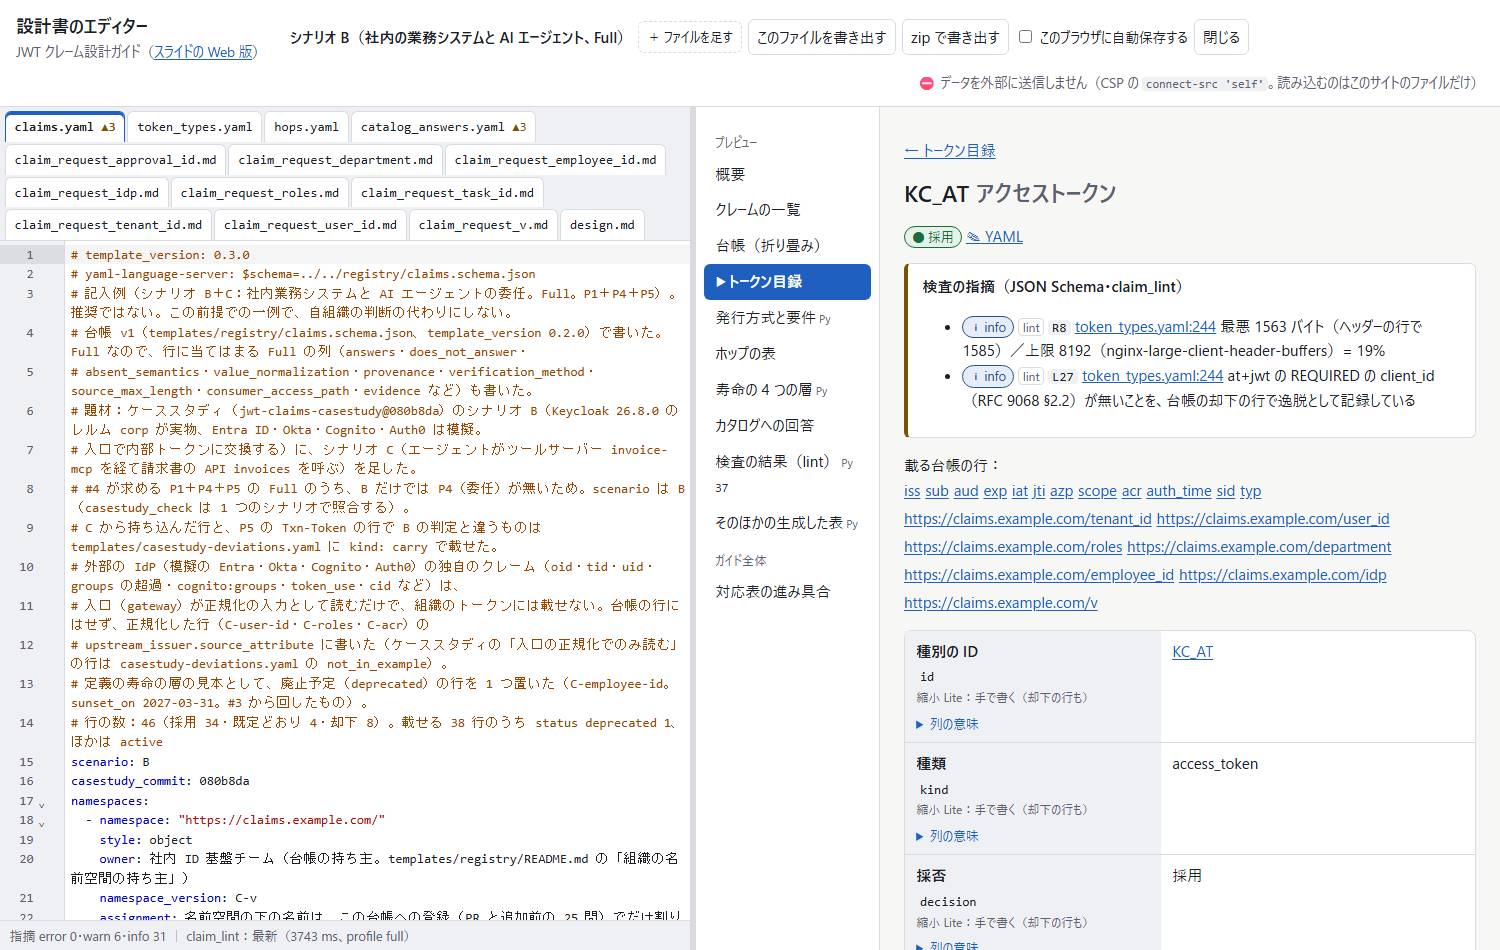 設計書のエディター
JWT クレーム設計ガイド（スライドの Web 版）
シナリオ B（社内の業務システムと AI エージェント、Full）
＋ ファイルを足す
このファイルを書き出す
zip で書き出す
このブラウザに自動保存する
閉じる
⛔ データを外部に送信しません（CSP の connect-src 'self'。読み込むのはこのサイトのファイルだけ）
claims.yaml ▲3
token_types.yaml
hops.yaml
catalog_answers.yaml ▲3
claim_request_approval_id.md
claim_request_department.md
claim_request_employee_id.md
claim_request_idp.md
claim_request_roles.md
claim_request_task_id.md
claim_request_tenant_id.md
claim_request_user_id.md
claim_request_v.md
design.md
1 # template_version: 0.3.0
2 # yaml-language-server: $schema=../../registry/claims.schema.json
3 # 記入例（シナリオ B＋C：社内業務システムと AI エージェントの委任。Full。P1＋P4＋P5）。
推奨ではない。この前提での一例で、自組織の判断の代わりにしない。
4 # 台帳 v1（templates/registry/claims.schema.json、template_version 0.2.0）で書いた。
Full なので、行に当てはまる Full の列（answers・does_not_answer・
5 # absent_semantics・value_normalization・provenance・verification_method・
source_max_length・consumer_access_path・evidence など）も書いた。
6 # 題材：ケーススタディ（jwt-claims-casestudy@080b8da）のシナリオ B（Keycloak 26.8.0 の
レルム corp が実物、Entra ID・Okta・Cognito・Auth0 は模擬。
7 # 入口で内部トークンに交換する）に、シナリオ C（エージェントがツールサーバー invoice-
mcp を経て請求書の API invoices を呼ぶ）を足した。
8 # #4 が求める P1＋P4＋P5 の Full のうち、B だけでは P4（委任）が無いため。scenario は B
（casestudy_check は 1 つのシナリオで照合する）。
9 # C から持ち込んだ行と、P5 の Txn-Token の行で B の判定と違うものは
templates/casestudy-deviations.yaml に kind: carry で載せた。
10 # 外部の IdP（模擬の Entra・Okta・Cognito・Auth0）の独自のクレーム（oid・tid・uid・
groups の超過・cognito:groups・token_use・cid など）は、
11 # 入口（gateway）が正規化の入力として読むだけで、組織のトークンには載せない。台帳の行に
はせず、正規化した行（C-user-id・C-roles・C-acr）の
12 # upstream_issuer.source_attribute に書いた（ケーススタディの「入口の正規化でのみ読む」
の行は casestudy-deviations.yaml の not_in_example）。
13 # 定義の寿命の層の見本として、廃止予定（deprecated）の行を 1 つ置いた（C-employee-id。
sunset_on 2027-03-31。#3 から回したもの）。
14 # 行の数：46（採用 34・既定どおり 4・却下 8）。載せる 38 行のうち status deprecated 1、
ほかは active
15 scenario: B
16 casestudy_commit: 080b8da
17 namespaces:
18 - namespace: "https://claims.example.com/"
19 style: object
20 owner: 社内 ID 基盤チーム（台帳の持ち主。templates/registry/README.md の「組織の名
前空間の持ち主」）
21 namespace_version: C-v
22 assignment: 名前空間の下の名前は、この台帳への登録（PR と追加前の 25 問）でだけ割り
指摘 error 0・warn 6・info 31 | claim_lint：最新（3743 ms、profile full）
プレビュー
概要
クレームの一覧
台帳（折り畳み）
▶トークン目録
発行方式と要件 Py
ホップの表
寿命の 4 つの層 Py
カタログへの回答
検査の結果（lint） Py
37
そのほかの生成した表 Py
ガイド全体
対応表の進み具合
← トークン目録
KC_AT アクセストークン
● 採用 ✎ YAML
検査の指摘（JSON Schema・claim_lint）
ℹ info lint R8 token_types.yaml:244 最悪 1563 バイト（ヘッダーの行で
1585）／上限 8192（nginx-large-client-header-buffers）= 19%
ℹ info lint L27 token_types.yaml:244 at+jwt の REQUIRED の client_id
（RFC 9068 §2.2）が無いことを、台帳の却下の行で逸脱として記録している
載る台帳の行：
iss sub aud exp iat jti azp scope acr auth_time sid typ
https://claims.example.com/tenant_id https://claims.example.com/user_id
https://claims.example.com/roles https://claims.example.com/department
https://claims.example.com/employee_id https://claims.example.com/idp
https://claims.example.com/v
種別の ID KC_AT
id
縮小 Lite：手で書く（却下の行も）
▶ 列の意味
種類 access_token
kind
縮小 Lite：手で書く（却下の行も）
▶ 列の意味
採否 採用
decision
縮小 Lite：手で書く（却下の行も）
▶ 列の意味